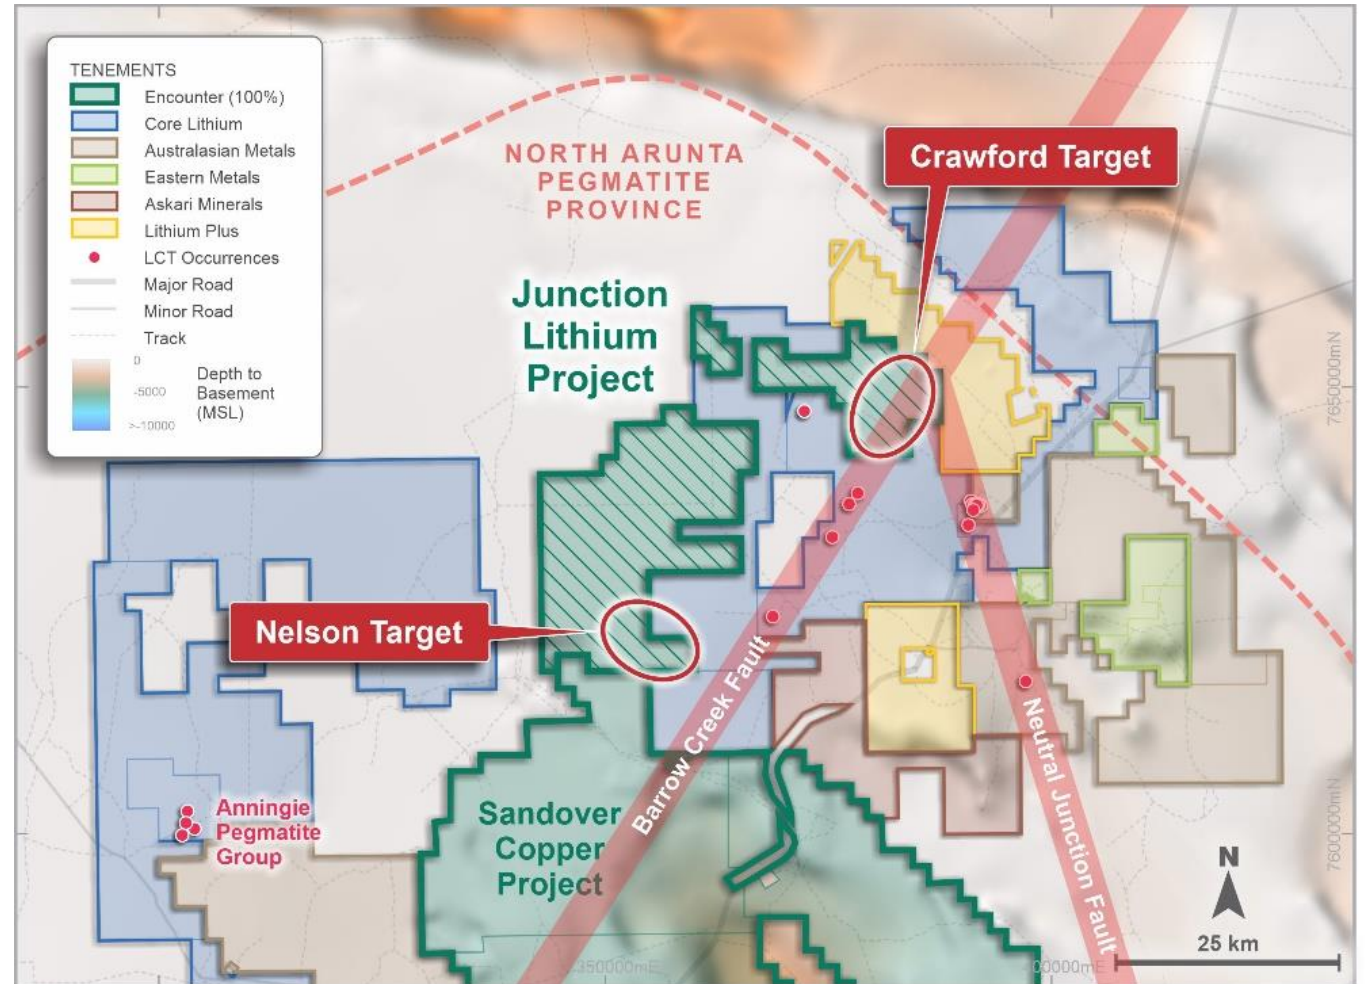 TENEMENTS
Encounter (100%)
Core Lithium
Australasian Metals
Eastern Metals
Askari Minerals
Lithium Plus
LCT Occurrences
Major Road
Minor Road
Track
0
-5000
>-10000
Depth to
Basement
(MSL)
NORTH ARUNTA
PEGMATITE
PROVINCE
Crawford Target
Junction
Lithium
Project
7650000mN
Nelson Target
Barrow Creek Fault
Neutral Junction Fault
Anningie
Pegmatite
Group
Sandover
Copper
Project
7600000mN
N
25 km
350000mE
400000mE